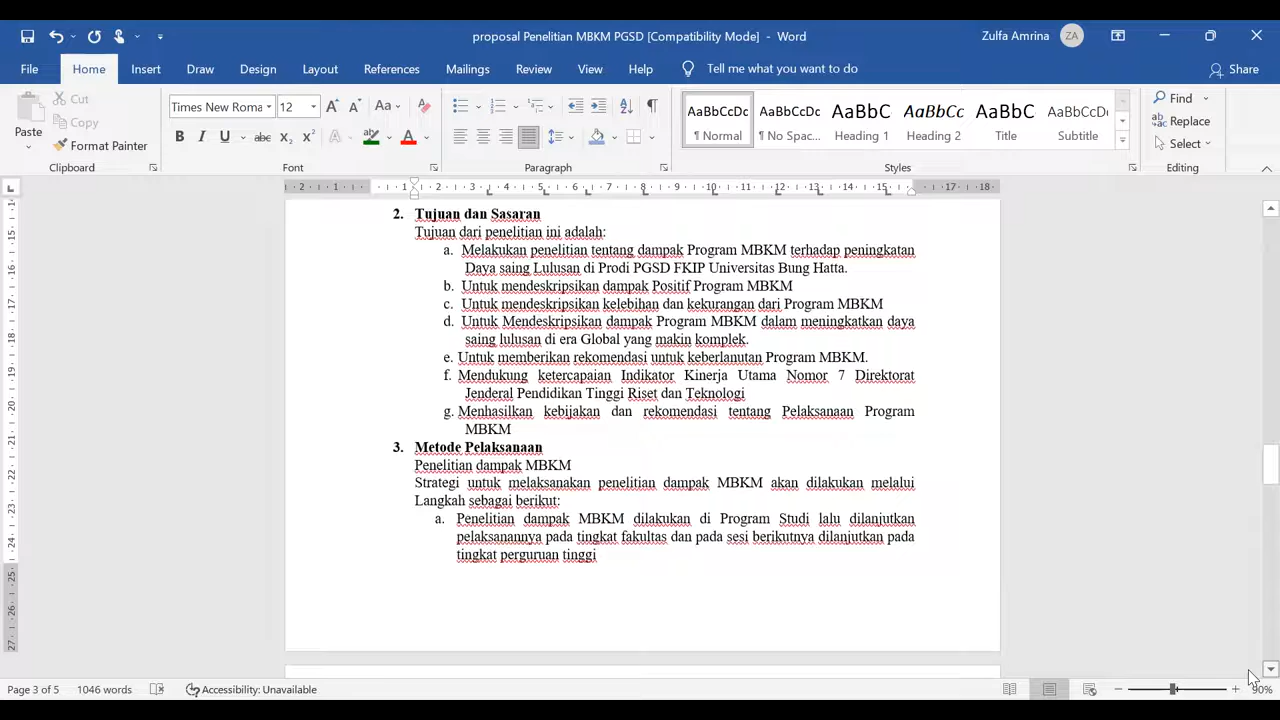 proposal Penelitian MBKM PGSD [Compatibility Mode] - Word
Zulfa Amrina
ZA
File Home Insert Draw Design Layout References Mailings Review View Help Tell me what you want to do
Share
Paste
Cut
Copy
Format Painter
Clipboard
Times New Roma 12
Font
Paragraph
AaBbCcDc AaBbCcDc AaBbC AaBbCc AaBbC AaBbCcDt
¶ Normal ¶ No Spac... Heading 1 Heading 2 Title Subtitle
Styles
Find
Replace
Select
Editing
2. Tujuan dan Sasaran
Tujuan dari penelitian ini adalah:
a. Melakukan penelitian tentang dampak Program MBKM terhadap peningkatan
Daya saing Lulusan di Prodi PGSD FKIP Universitas Bung Hatta.
b. Untuk mendeskripsikan dampak Positif Program MBKM
c. Untuk mendeskripsikan kelebihan dan kekurangan dari Program MBKM
d. Untuk Mendeskripsikan dampak Program MBKM dalam meningkatkan daya
saing lulusan di era Global yang makin komplek.
e. Untuk memberikan rekomendasi untuk keberlanutan Program MBKM.
f. Mendukung ketercapaian Indikator Kinerja Utama Nomor 7 Direktorat
Jenderal Pendidikan Tinggi Riset dan Teknologi
g. Menhasilkan kebijakan dan rekomendasi tentang Pelaksanaan Program
MBKM
3. Metode Pelaksanaan
Penelitian dampak MBKM
Strategi untuk melaksanakan penelitian dampak MBKM akan dilakukan melalui
Langkah sebagai berikut:
a. Penelitian dampak MBKM dilakukan di Program Studi lalu dilanjutkan
pelaksanannya pada tingkat fakultas dan pada sesi berikutnya dilanjutkan pada
tingkat perguruan tinggi
Page 3 of 5 1046 words Accessibility: Unavailable 90%